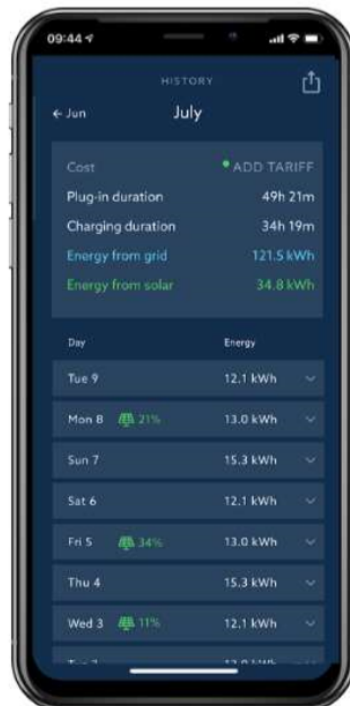 09:44
HISTORY
← Jun July
Cost ADD TARIFF
Plug-in duration 49h 21m
Charging duration 34h 19m
Energy from grid 121.5 kWh
Energy from solar 34.8 kWh
Day Energy
Tue 9 12.1 kWh
Mon 8 21% 13.0 kWh
Sun 7 15.3 kWh
Sat 6 12.1 kWh
Fri 5 34% 13.0 kWh
Thu 4 15.3 kWh
Wed 3 11% 12.1 kWh